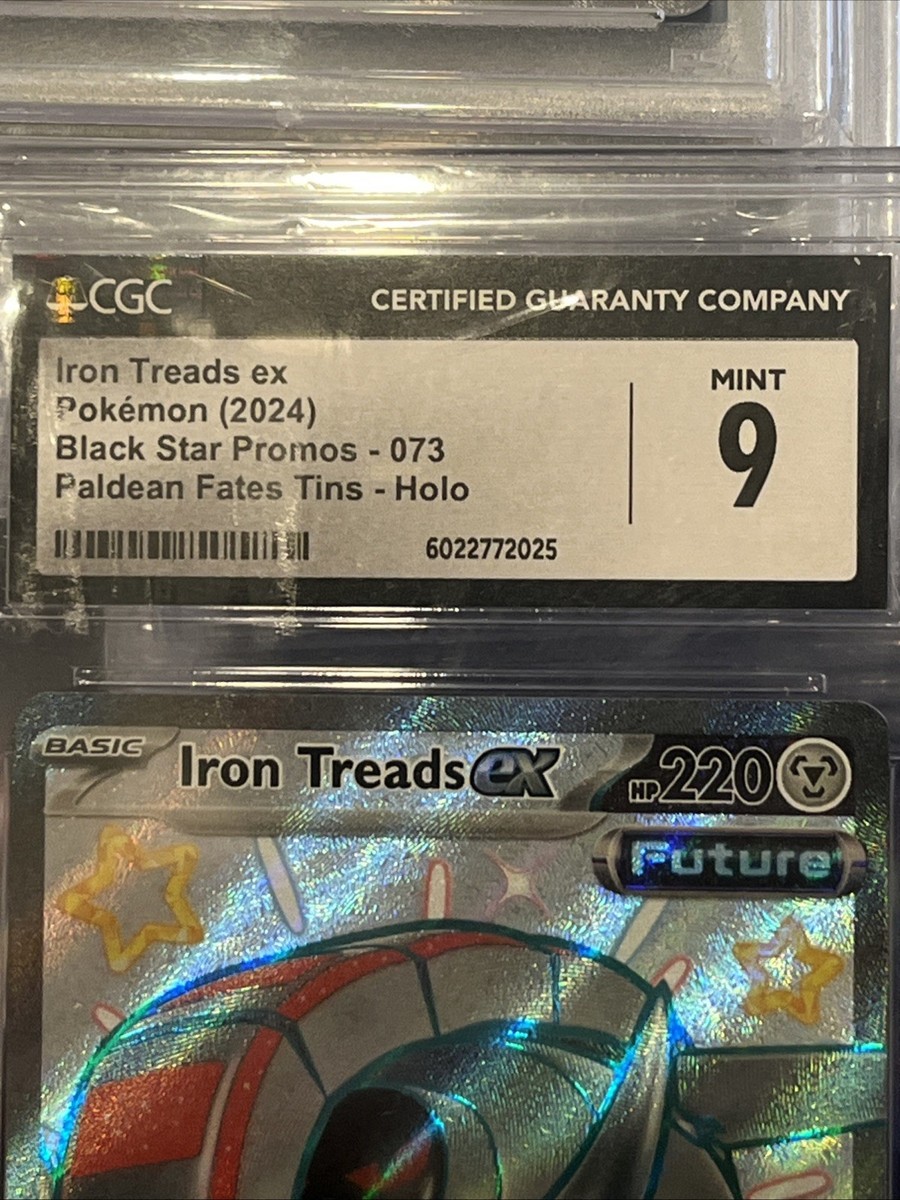 CGC
CERTIFIED GUARANTY COMPANY
Iron Treads ex
Pokémon (2024)
Black Star Promos - 073
Paldean Fates Tins - Holo
6022772025
MINT
9
BASIC
Iron Treads ex
HP 220
Future